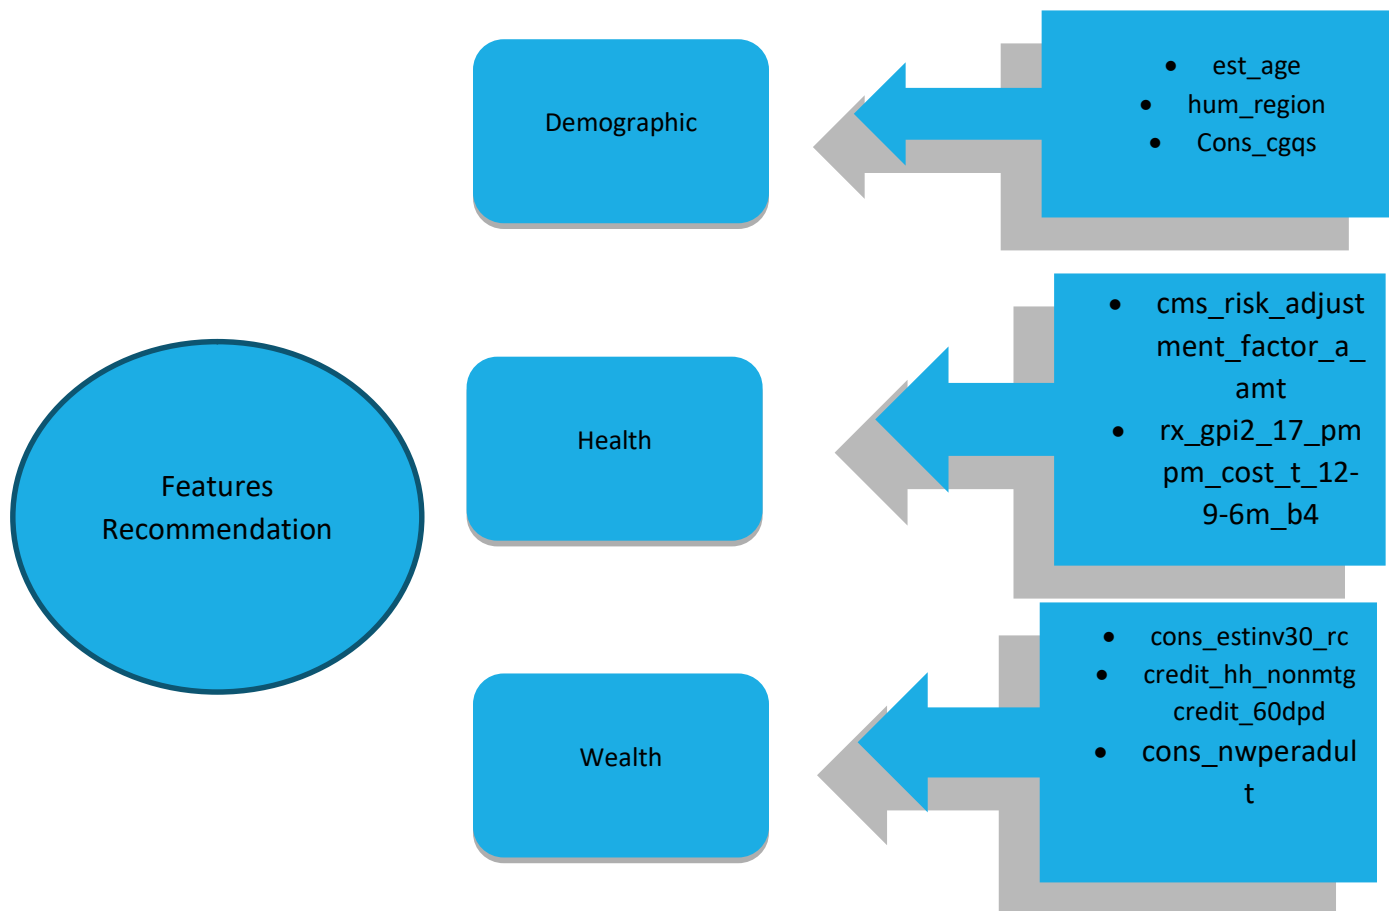 Demographic
• est_age
• hum_region
• Cons_cgqs
Features
Recommendation
Health
• cms_risk_adjust
ment_factor_a_
amt
• rx_gpi2_17_pm
pm_cost_t_12-
9-6m_b4
Wealth
• cons_estinv30_rc
• credit_hh_nonmtg
credit_60dpd
• cons_nwperadul
t